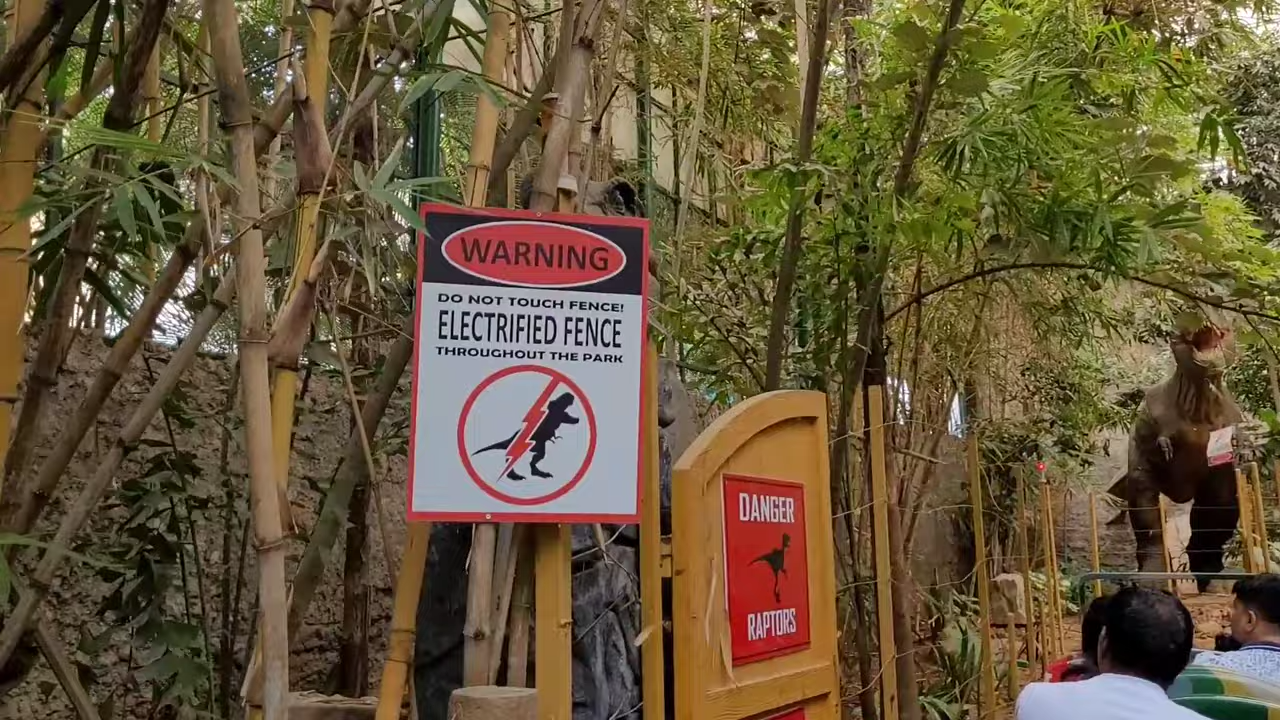 WARNING
DO NOT TOUCH FENCE!
ELECTRIFIED FENCE
THROUGHOUT THE PARK
DANGER
RAPTORS